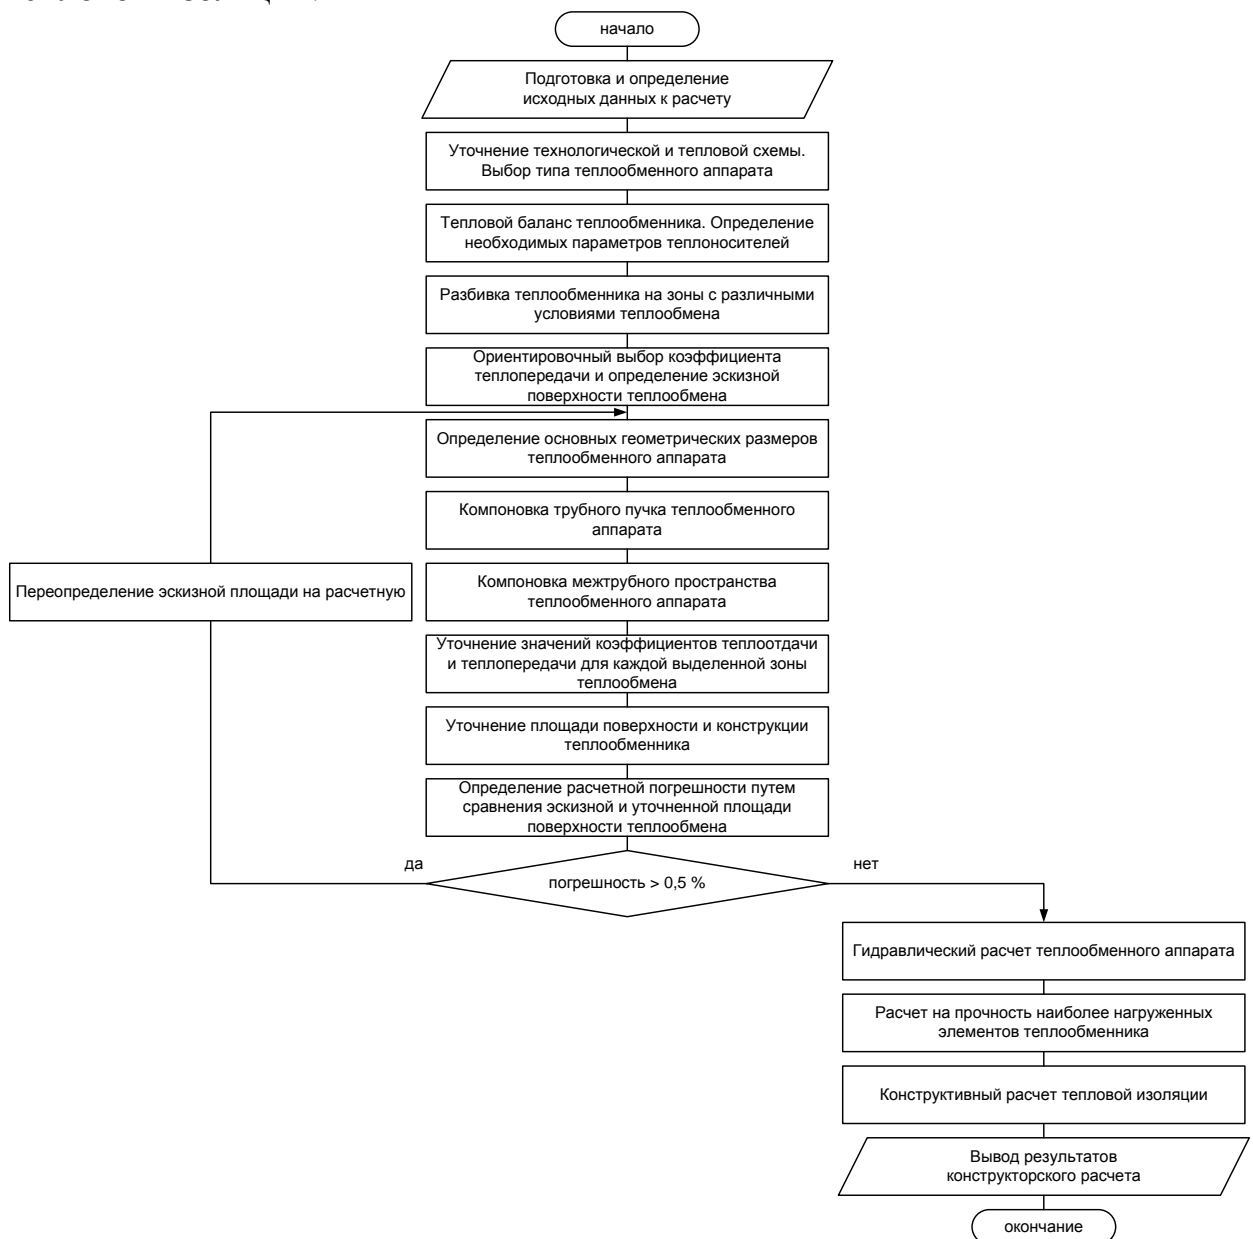 начало
Подготовка и определение
исходных данных к расчету
Уточнение технологической и тепловой схемы.
Выбор типа теплообменного аппарата
Тепловой баланс теплообменника. Определение
необходимых параметров теплоносителей
Разбивка теплообменника на зоны с различными
условиями теплообмена
Ориентировочный выбор коэффициента
теплопередачи и определение эскизной
поверхности теплообмена
Определение основных геометрических размеров
теплообменного аппарата
Компоновка трубного пучка теплообменного
аппарата
Переопределение эскизной площади на расчетную
Компоновка межтрубного пространства
теплообменного аппарата
Уточнение значений коэффициентов теплоотдачи
и теплопередачи для каждой выделенной зоны
теплообмена
Уточнение площади поверхности и конструкции
теплообменника
Определение расчетной погрешности путем
сравнения эскизной и уточненной площади
поверхности теплообмена
да
нет
погрешность > 0,5 %
Гидравлический расчет теплообменного аппарата
Расчет на прочность наиболее нагруженных
элементов теплообменника
Конструктивный расчет тепловой изоляции
Вывод результатов
конструкторского расчета
окончание